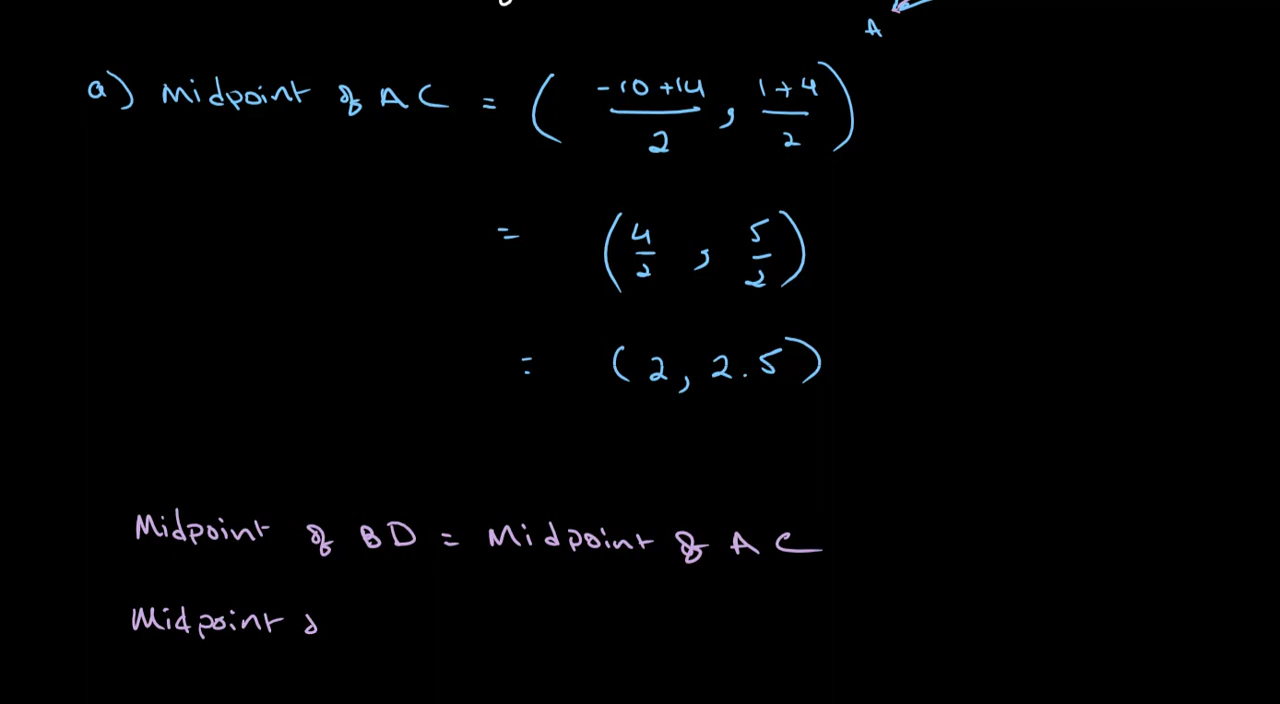 A
a) Midpoint of AC = ( -10+14/2 , 1+4/2 )
= ( 4/2 , 5/2 )
= (2, 2.5)
Midpoint of BD = Midpoint of AC
Midpoint